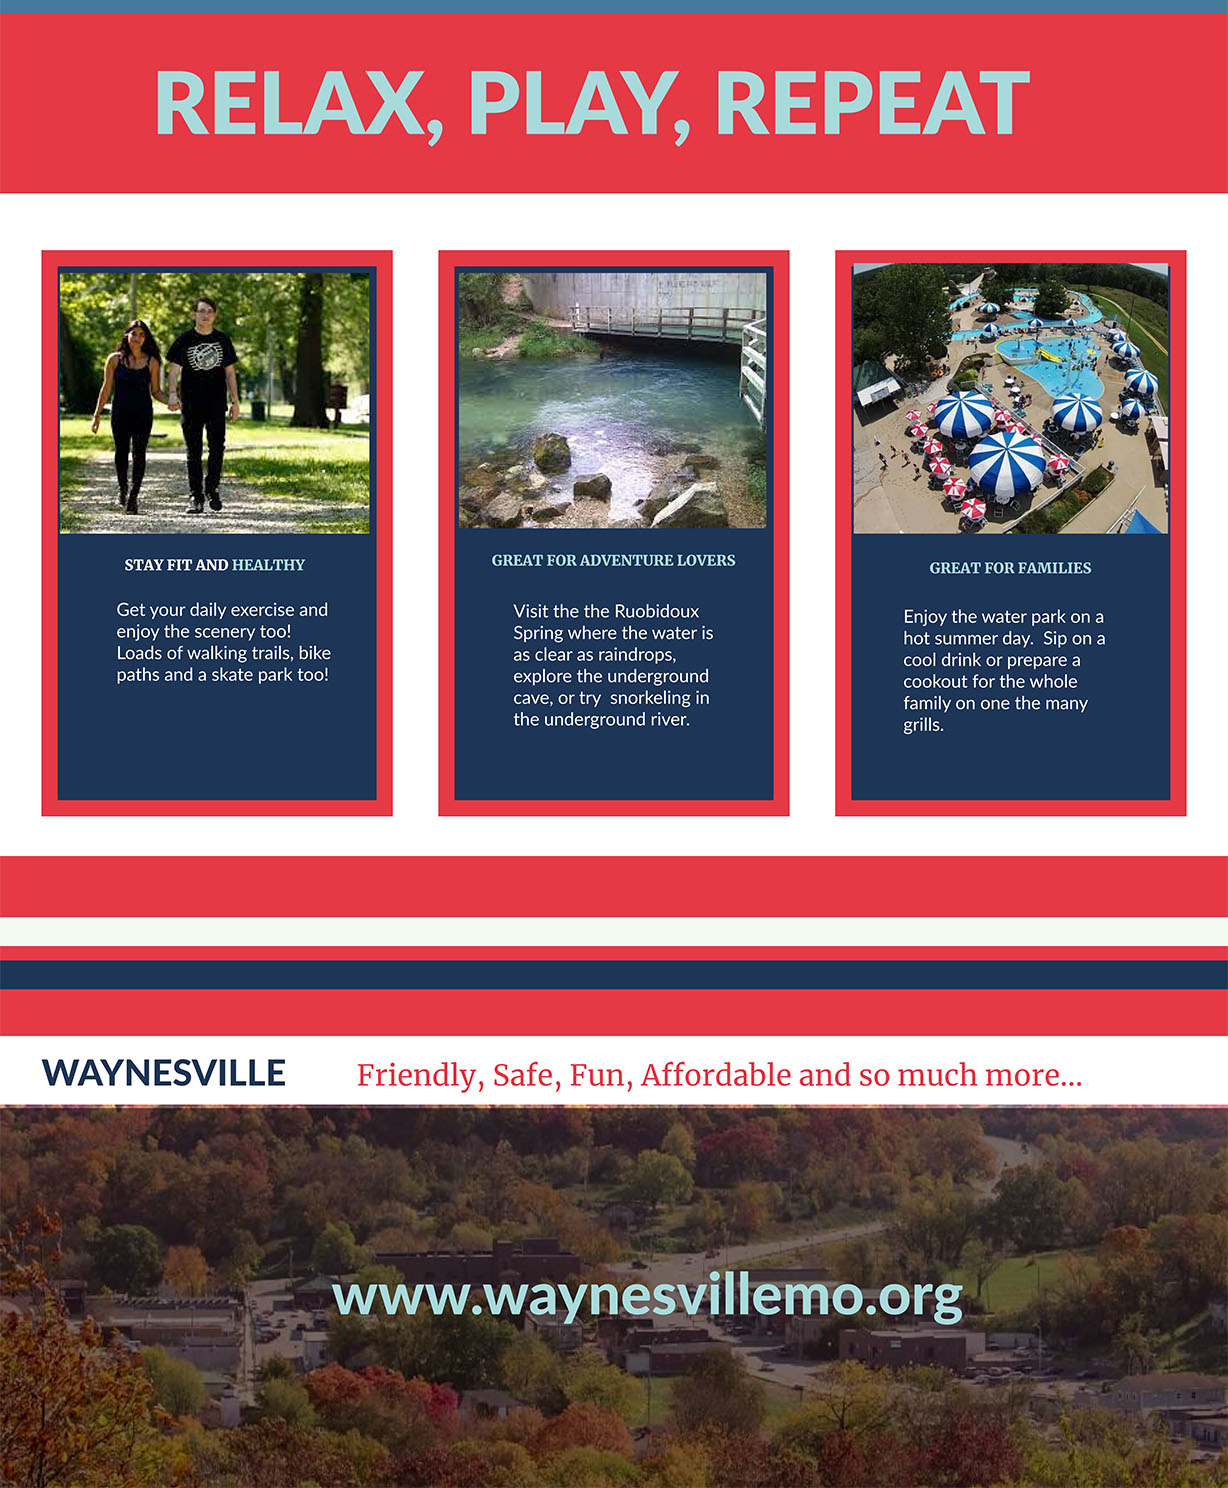 RELAX, PLAY, REPEAT
STAY FIT AND HEALTHY
Get your daily exercise and
enjoy the scenery too!
Loads of walking trails, bike
paths and a skate park too!
GREAT FOR ADVENTURE LOVERS
Visit the the Ruobidoux
Spring where the water is
as clear as raindrops,
explore the underground
cave, or try  snorkeling in
the underground river.
GREAT FOR FAMILIES
Enjoy the water park on a
hot summer day.  Sip on a
cool drink or prepare a
cookout for the whole
family on one the many
grills.
WAYNESVILLE
Friendly, Safe, Fun, Affordable and so much more...
www.waynesvillemo.org